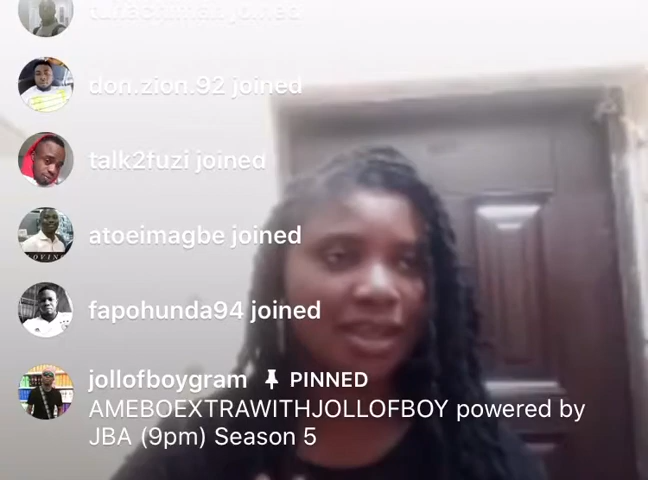 don.zion.92 joined
talk2fuzi joined
atoeimagbe joined
fapohunda94 joined
jollofboygram PINNED
AMEBOEXTRAWITHJOLLOFBOY powered by
JBA (9pm) Season 5